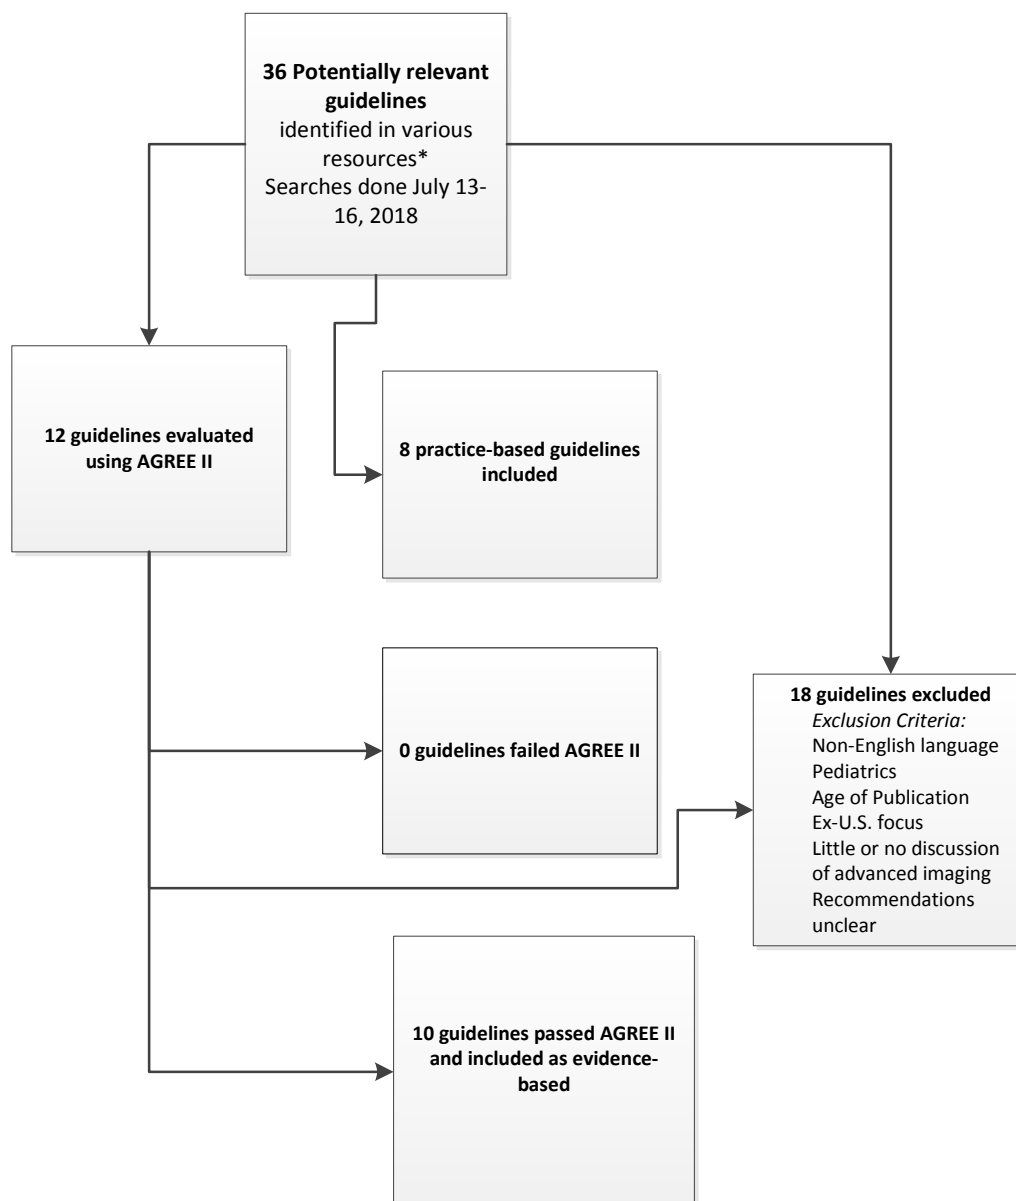 36 Potentially relevant
guidelines
identified in various
resources*
Searches done July 13-
16, 2018
12 guidelines evaluated
using AGREE II
8 practice-based guidelines
included
0 guidelines failed AGREE II
18 guidelines excluded
Exclusion Criteria:
Non-English language
Pediatrics
Age of Publication
Ex-U.S. focus
Little or no discussion
of advanced imaging
Recommendations
unclear
10 guidelines passed AGREE II
and included as evidence-
based